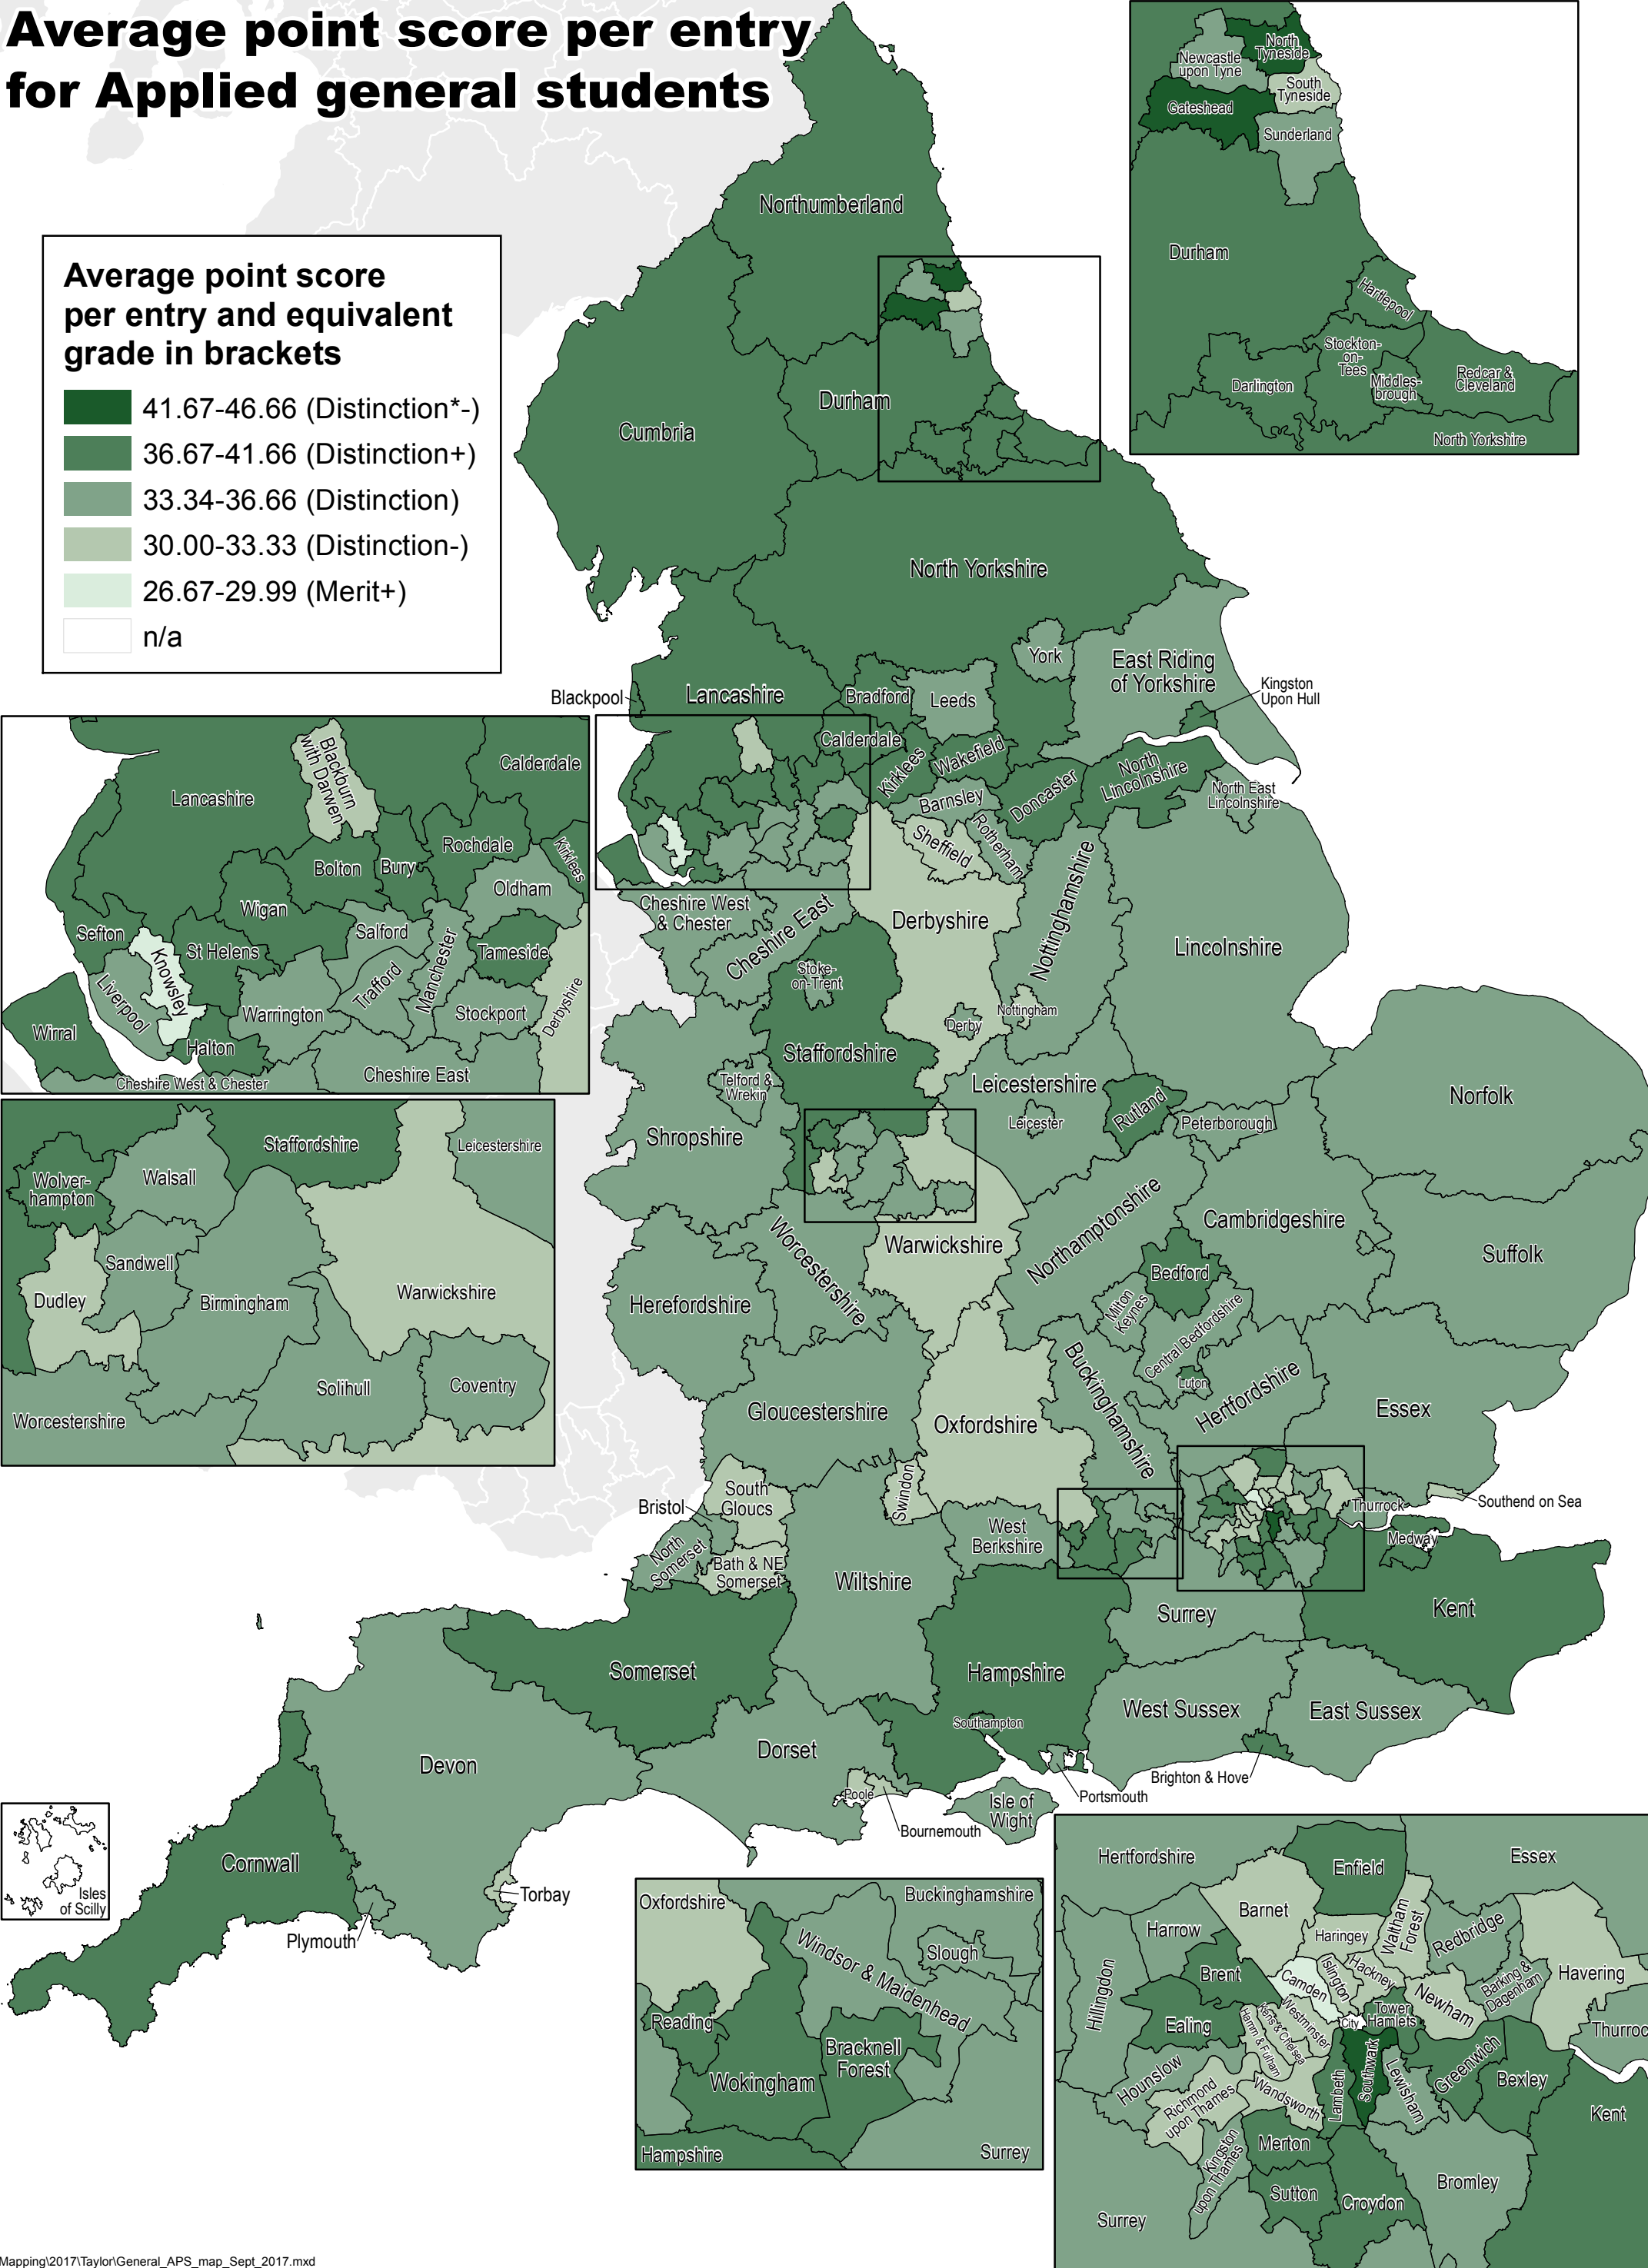 Average point score per entry
for Applied general students
Average point score
per entry and equivalent
grade in brackets
41.67-46.66 (Distinction*-)
36.67-41.66 (Distinction+)
33.34-36.66 (Distinction)
30.00-33.33 (Distinction-)
26.67-29.99 (Merit+)
n/a
Newcastle
upon Tyne
North
Tyneside
South
Tyneside
Gateshead
Sunderland
Durham
Hartlepool
Stockton-
on-
Tees
Darlington
Middles-
brough
Redcar &
Cleveland
North Yorkshire
Northumberland
Cumbria
Durham
North Yorkshire
York
East Riding
of Yorkshire
Kingston
Upon Hull
Blackpool
Lancashire
Bradford
Leeds
Calderdale
Kirklees
Wakefield
Barnsley
Doncaster
North
Lincolnshire
North East
Lincolnshire
Sheffield
Rotherham
Cheshire West
& Chester
Cheshire East
Derbyshire
Nottinghamshire
Lincolnshire
Stoke-
on-Trent
Derby
Nottingham
Staffordshire
Telford &
Wrekin
Shropshire
Leicestershire
Leicester
Rutland
Peterborough
Norfolk
Worcestershire
Warwickshire
Northamptonshire
Cambridgeshire
Suffolk
Herefordshire
Bedford
Milton
Keynes
Central Bedfordshire
Luton
Buckinghamshire
Hertfordshire
Essex
Gloucestershire
Oxfordshire
South
Gloucs
Swindon
Bristol
North
Somerset
Bath & NE
Somerset
West
Berkshire
Wiltshire
Thurrock
Southend on Sea
Medway
Kent
Surrey
Somerset
Hampshire
West Sussex
East Sussex
Southampton
Brighton & Hove
Portsmouth
Devon
Dorset
Poole
Bournemouth
Isle of
Wight
Cornwall
Torbay
Plymouth
Isles
of Scilly
Lancashire
Blackburn
with Darwen
Calderdale
Rochdale
Bolton
Bury
Kirklees
Oldham
Wigan
Sefton
St Helens
Salford
Manchester
Tameside
Knowsley
Liverpool
Trafford
Warrington
Stockport
Derbyshire
Wirral
Halton
Cheshire West & Chester
Cheshire East
Staffordshire
Leicestershire
Wolver-
hampton
Walsall
Sandwell
Dudley
Birmingham
Warwickshire
Solihull
Coventry
Worcestershire
Oxfordshire
Buckinghamshire
Windsor & Maidenhead
Slough
Reading
Bracknell
Forest
Wokingham
Hampshire
Surrey
Hertfordshire
Enfield
Essex
Barnet
Harrow
Haringey
Waltham
Forest
Redbridge
Hillingdon
Brent
Camden
Islington
Hackney
Barking &
Dagenham
Havering
Newham
Ealing
Westminster
Kens & Chelsea
Hamm & Fulham
City
Tower
Hamlets
Thurroc
Hounslow
Richmond
upon Thames
Wandsworth
Lambeth
Southwark
Lewisham
Greenwich
Bexley
Kent
Kingston
upon Thames
Merton
Sutton
Croydon
Bromley
Surrey
Mapping\2017\Taylor\General_APS_map_Sept_2017.mxd